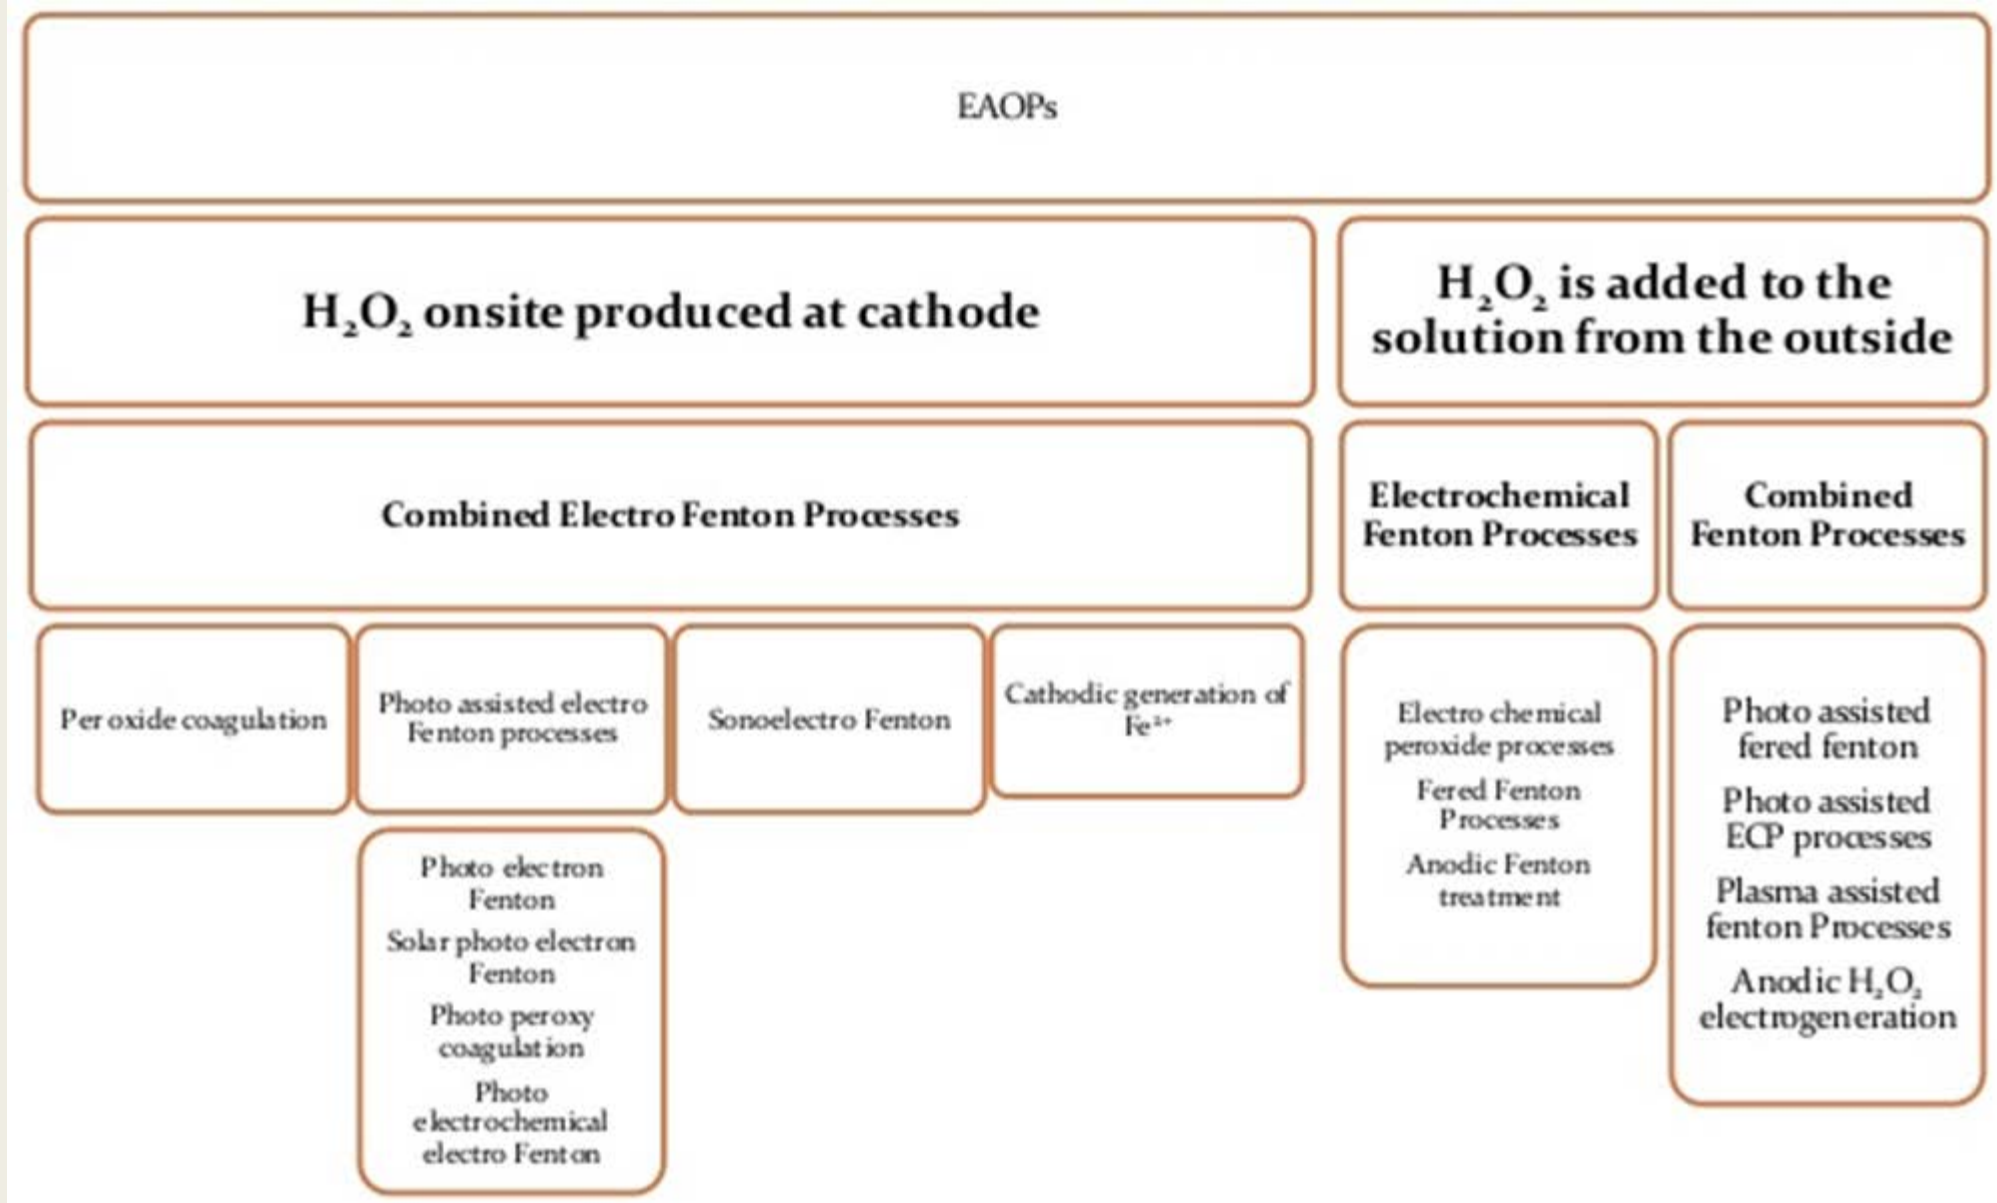 EAOPs
H₂O₂ onsite produced at cathode
H₂O₂ is added to the
solution from the outside
Combined Electro Fenton Processes
Electrochemical
Fenton Processes
Combined
Fenton Processes
Peroxide coagulation
Photo assisted electro
Fenton processes
Sonoelectro Fenton
Cathodic generation of
Fe²⁺
Electro chemical
peroxide processes
Fered Fenton
Processes
Anodic Fenton
treatment
Photo assisted
fered fenton
Photo assisted
ECP processes
Plasma assisted
fenton Processes
Anodic H₂O₂
electrogeneration
Photo electron
Fenton
Solar photo electron
Fenton
Photo peroxy
coagulation
Photo
electrochemical
electro Fenton